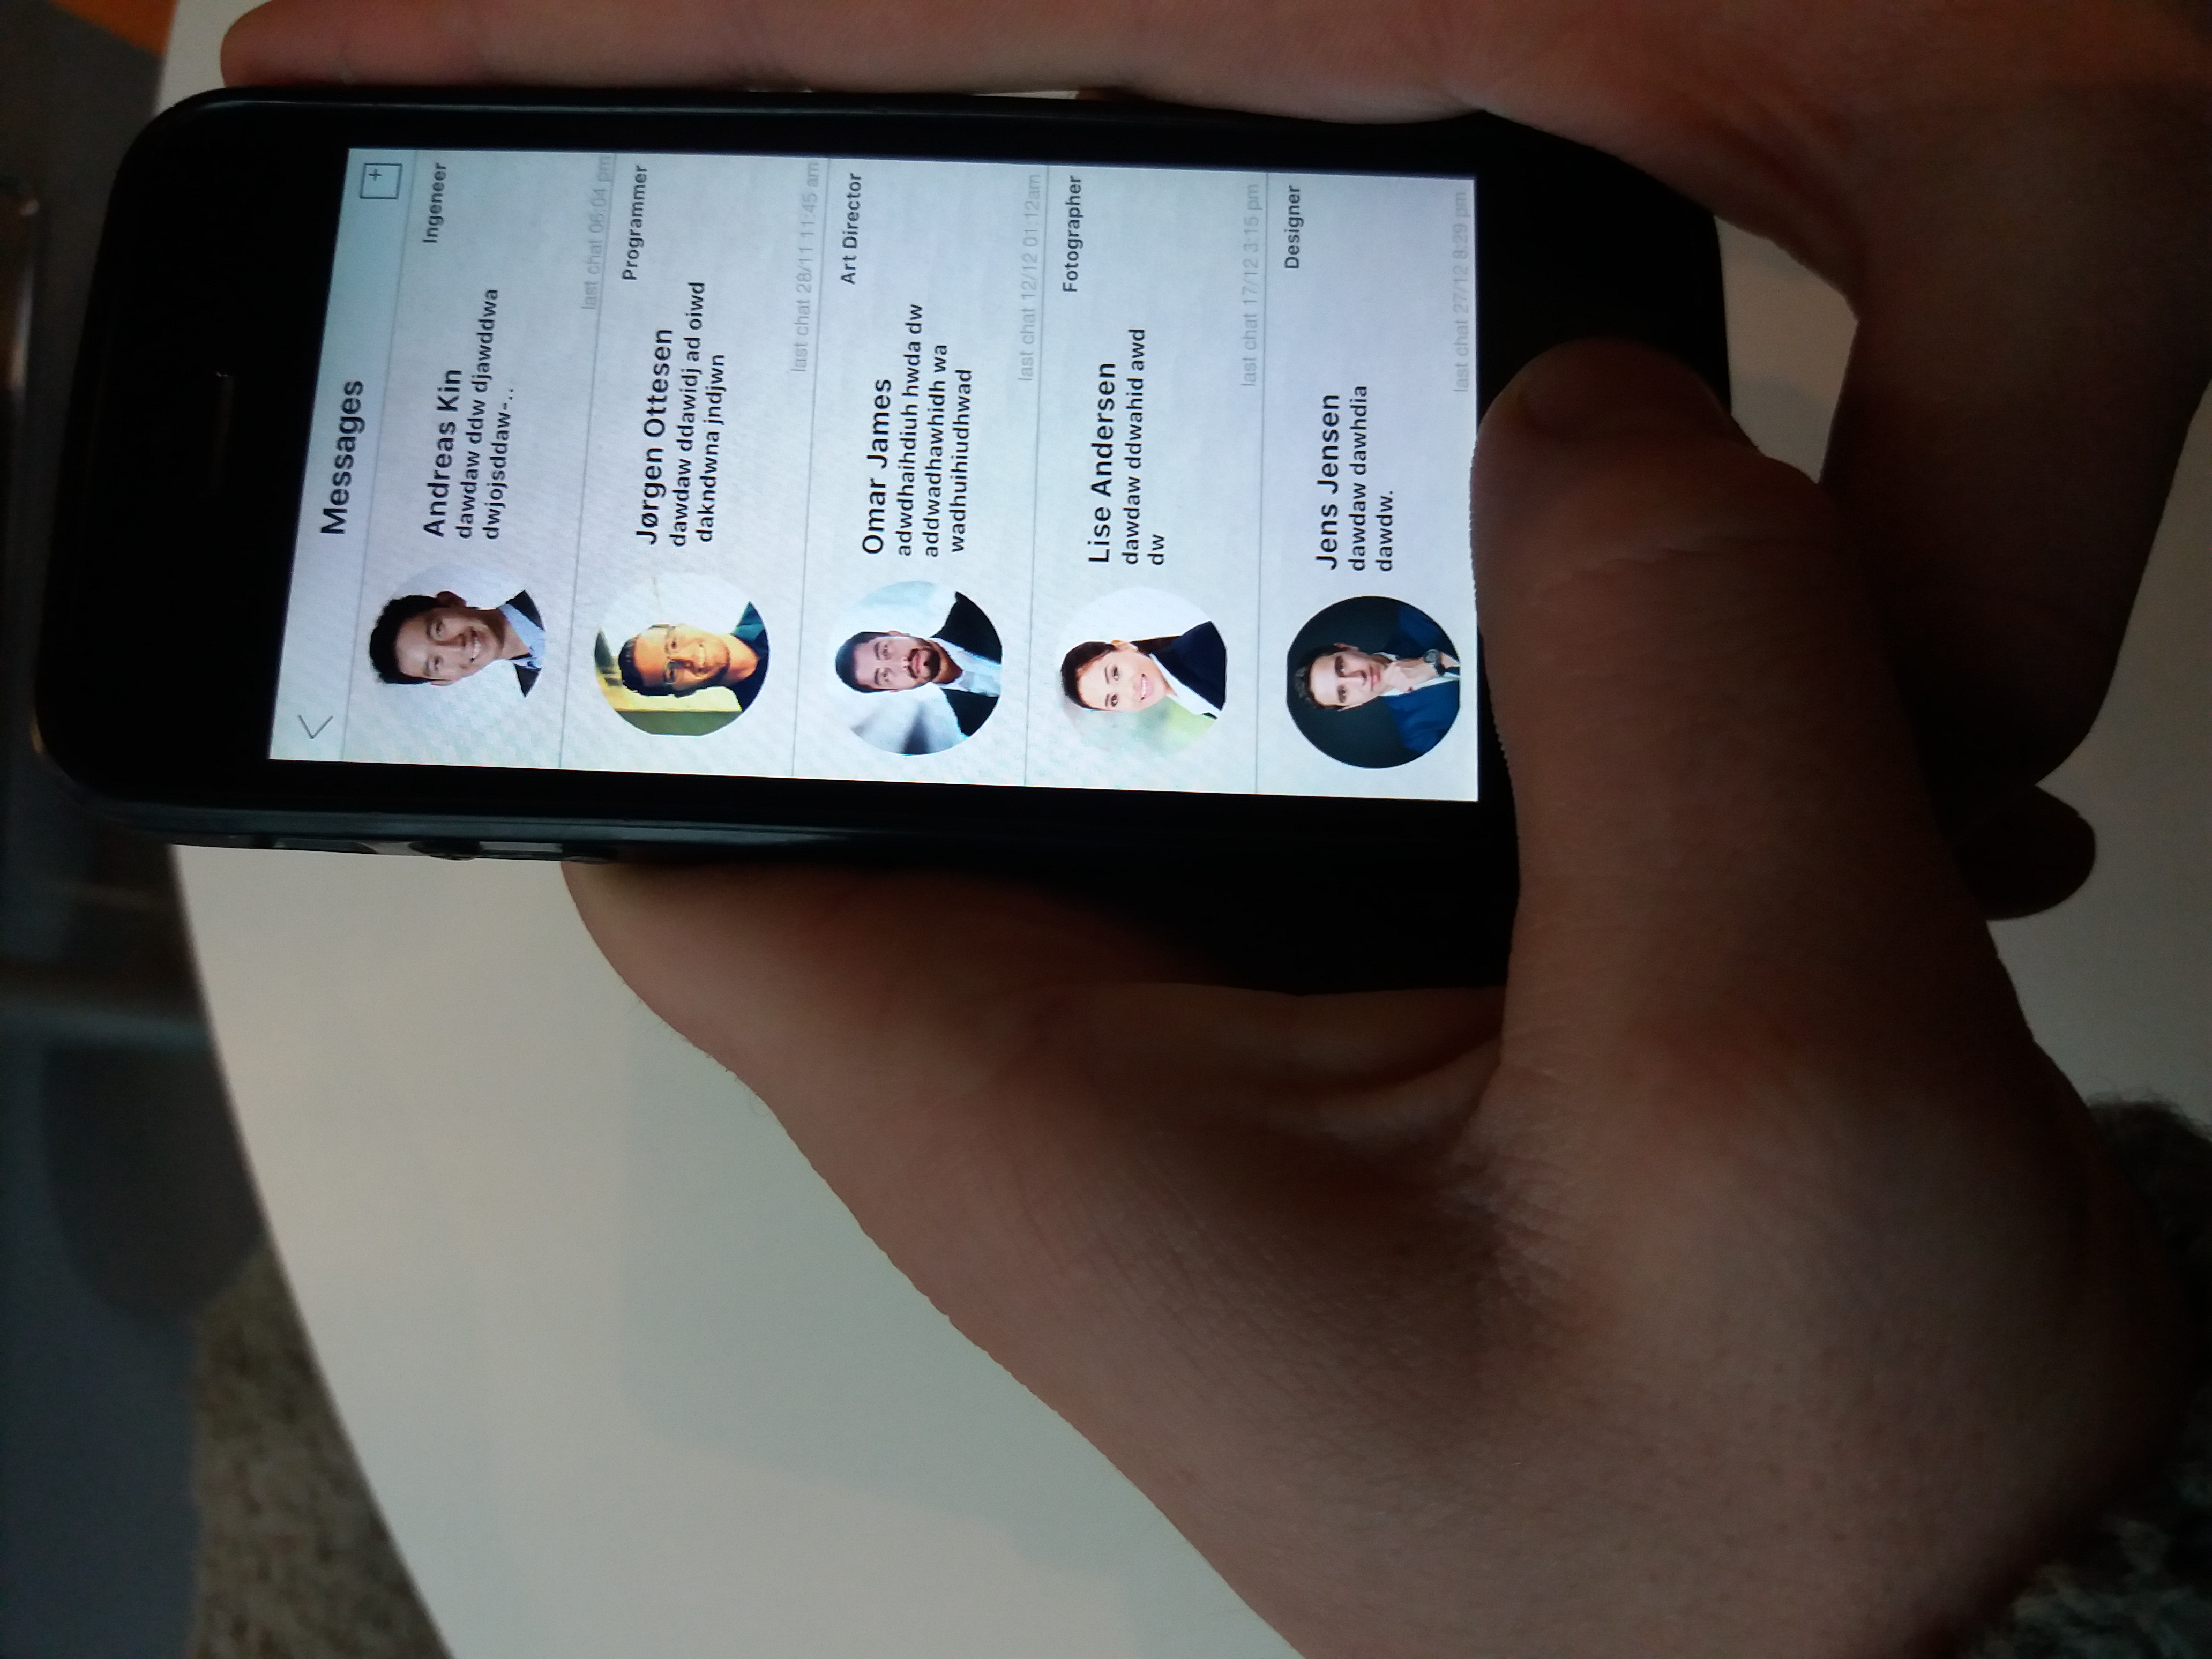 Messages
Ingeneer
Andreas Kin
dawdaw ddw djawddwa
dwjojsddaw-..
last chat 06:04 pm
Programmer
Jørgen Ottesen
dawdaw ddawidj ad oiwd
dakndwna jndjwn
last chat 28/11 11:45 am
Art Director
Omar James
adwdhaihdiuh hwda dw
addwadhawhidh wa
wadhuihiudhwad
last chat 12/12 01:12am
Fotographer
Lise Andersen
dawdaw ddwahid awd
dw
last chat 17/12 3:15 pm
Designer
Jens Jensen
dawdaw dawhdia
dawdw.
last chat 27/12 8:29 pm